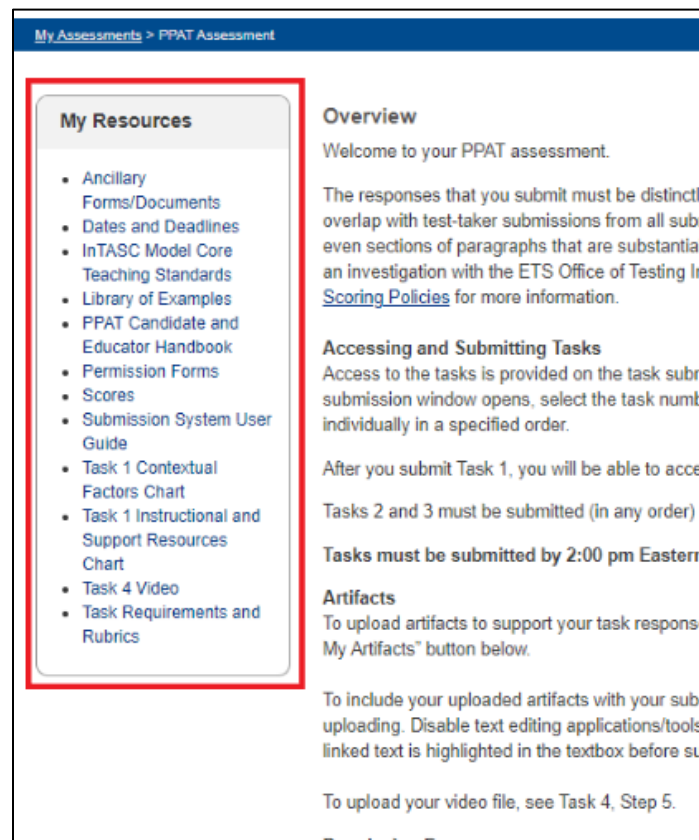 My Assessments > PPAT Assessment
My Resources
• Ancillary
Forms/Documents
• Dates and Deadlines
• InTASC Model Core
Teaching Standards
• Library of Examples
• PPAT Candidate and
Educator Handbook
• Permission Forms
• Scores
• Submission System User
Guide
• Task 1 Contextual
Factors Chart
• Task 1 Instructional and
Support Resources
Chart
• Task 4 Video
• Task Requirements and
Rubrics
Overview
Welcome to your PPAT assessment.
The responses that you submit must be
overlap with test-taker submissions from all
even sections of paragraphs that are
an investigation with the ETS Office of Testing
Scoring Policies for more information.
Accessing and Submitting Tasks
Access to the tasks is provided on the task
submission window opens, select the task
individually in a specified order.
After you submit Task 1, you will be able to
Tasks 2 and 3 must be submitted (in any order)
Tasks must be submitted by 2:00 pm Eastern
Artifacts
To upload artifacts to support your task
My Artifacts” button below.
To include your uploaded artifacts with your
uploading. Disable text editing applications/tools
linked text is highlighted in the textbox before
To upload your video file, see Task 4, Step 5.